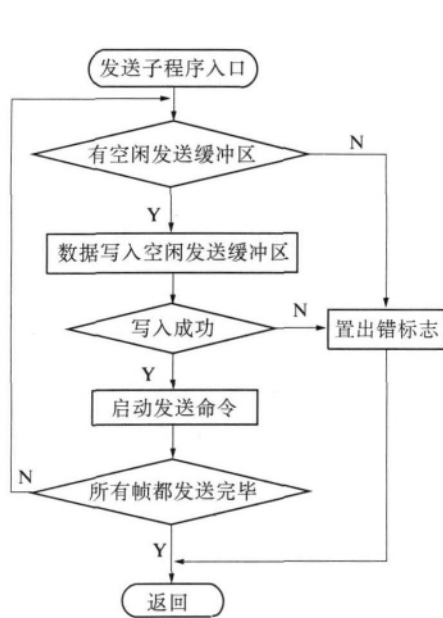 发送子程序入口
有空闲发送缓冲区
N
Y
数据写入空闲发送缓冲区
写入成功
N
置出错标志
Y
启动发送命令
N
所有帧都发送完毕
Y
返回